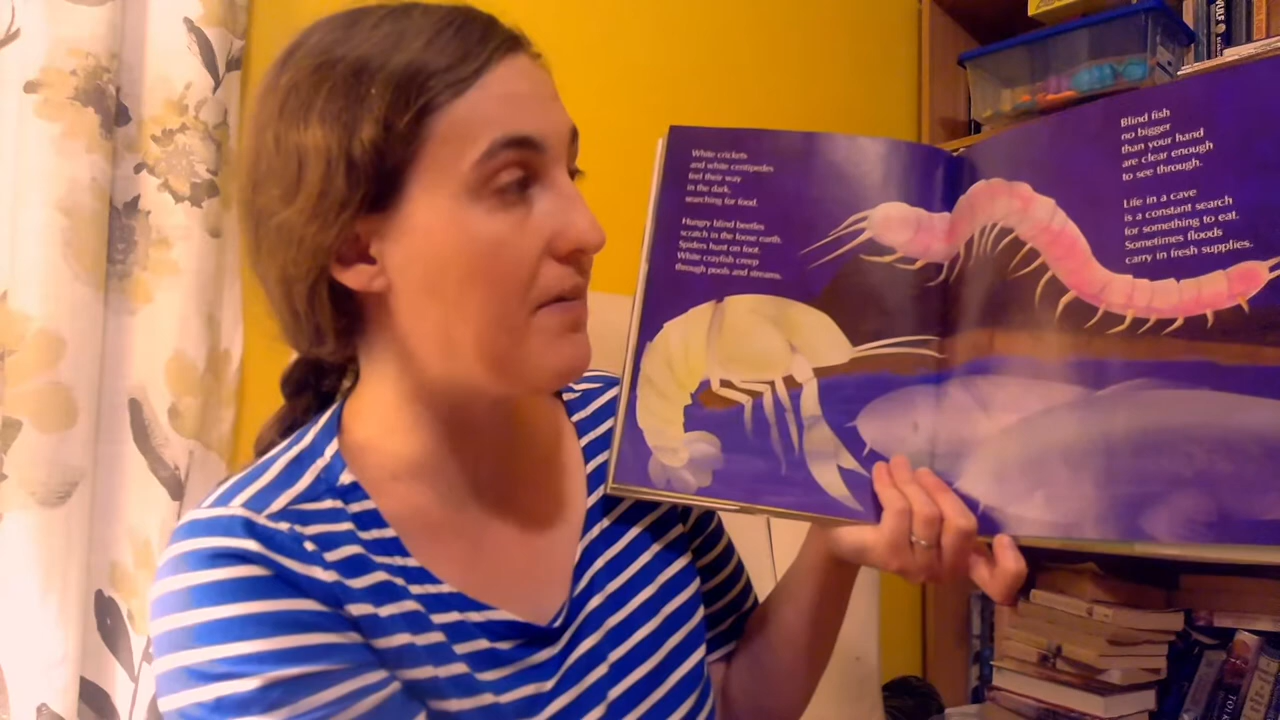 White crickets
and white centipedes
feel their way
in the dark,
searching for food.
Hungry blind beetles
scratch in the loose earth.
Spiders hunt on foot.
White crayfish creep
through pools and streams.
Blind fish
no bigger
than your hand
are clear enough
to see through.
Life in a cave
is a constant search
for something to eat.
Sometimes floods
carry in fresh supplies.